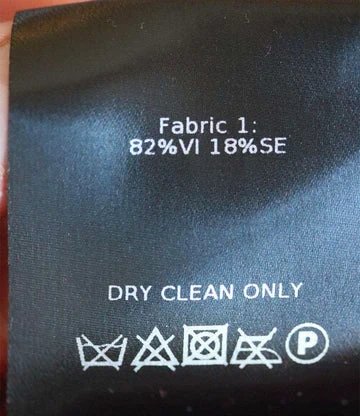 Fabric 1:
82%VI 18%SE
DRY CLEAN ONLY
P